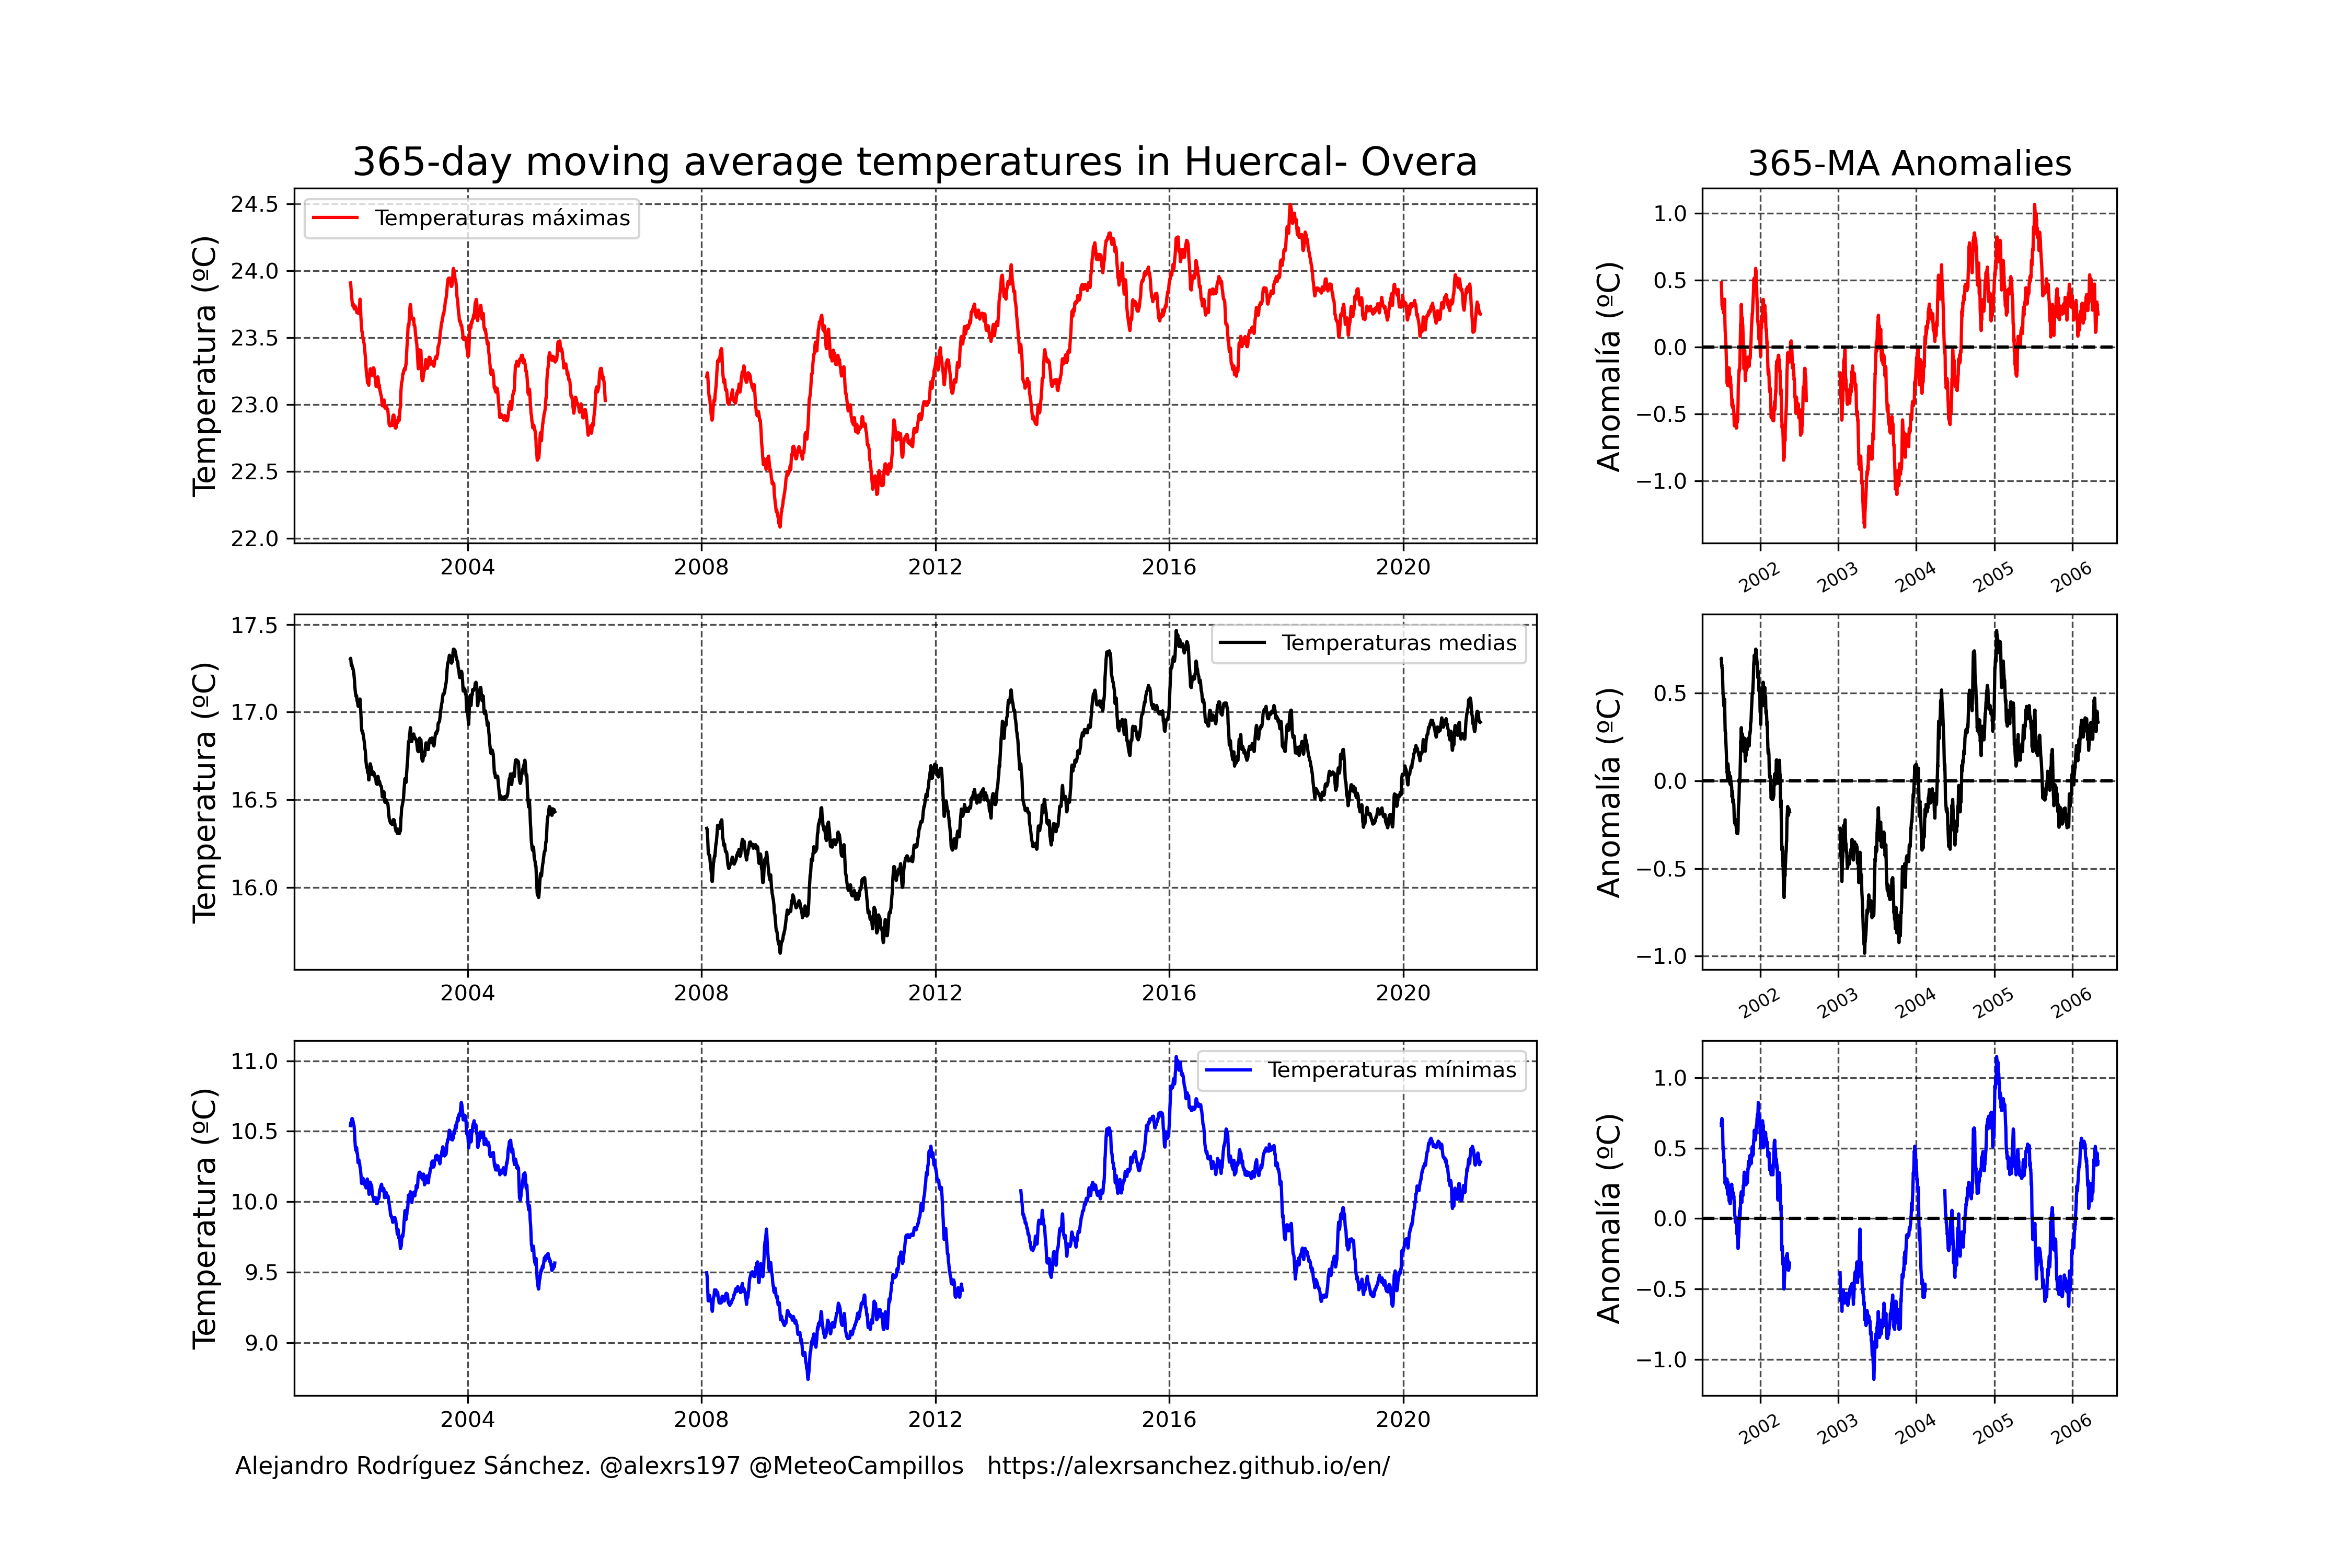 365-day moving average temperatures in Huercal- Overa
365-MA Anomalies
Temperatura (ºC)
24.5
24.0
23.5
23.0
22.5
22.0
Temperaturas máximas
2004 2008 2012 2016 2020
Anomalía (ºC)
1.0
0.5
0.0
−0.5
−1.0
2002 2003 2004 2005 2006
Temperatura (ºC)
17.5
17.0
16.5
16.0
Temperaturas medias
2004 2008 2012 2016 2020
Anomalía (ºC)
0.5
0.0
−0.5
−1.0
2002 2003 2004 2005 2006
Temperatura (ºC)
11.0
10.5
10.0
9.5
9.0
Temperaturas mínimas
2004 2008 2012 2016 2020
Anomalía (ºC)
1.0
0.5
0.0
−0.5
−1.0
2002 2003 2004 2005 2006
Alejandro Rodríguez Sánchez. @alexrs197 @MeteoCampillos https://alexrsanchez.github.io/en/